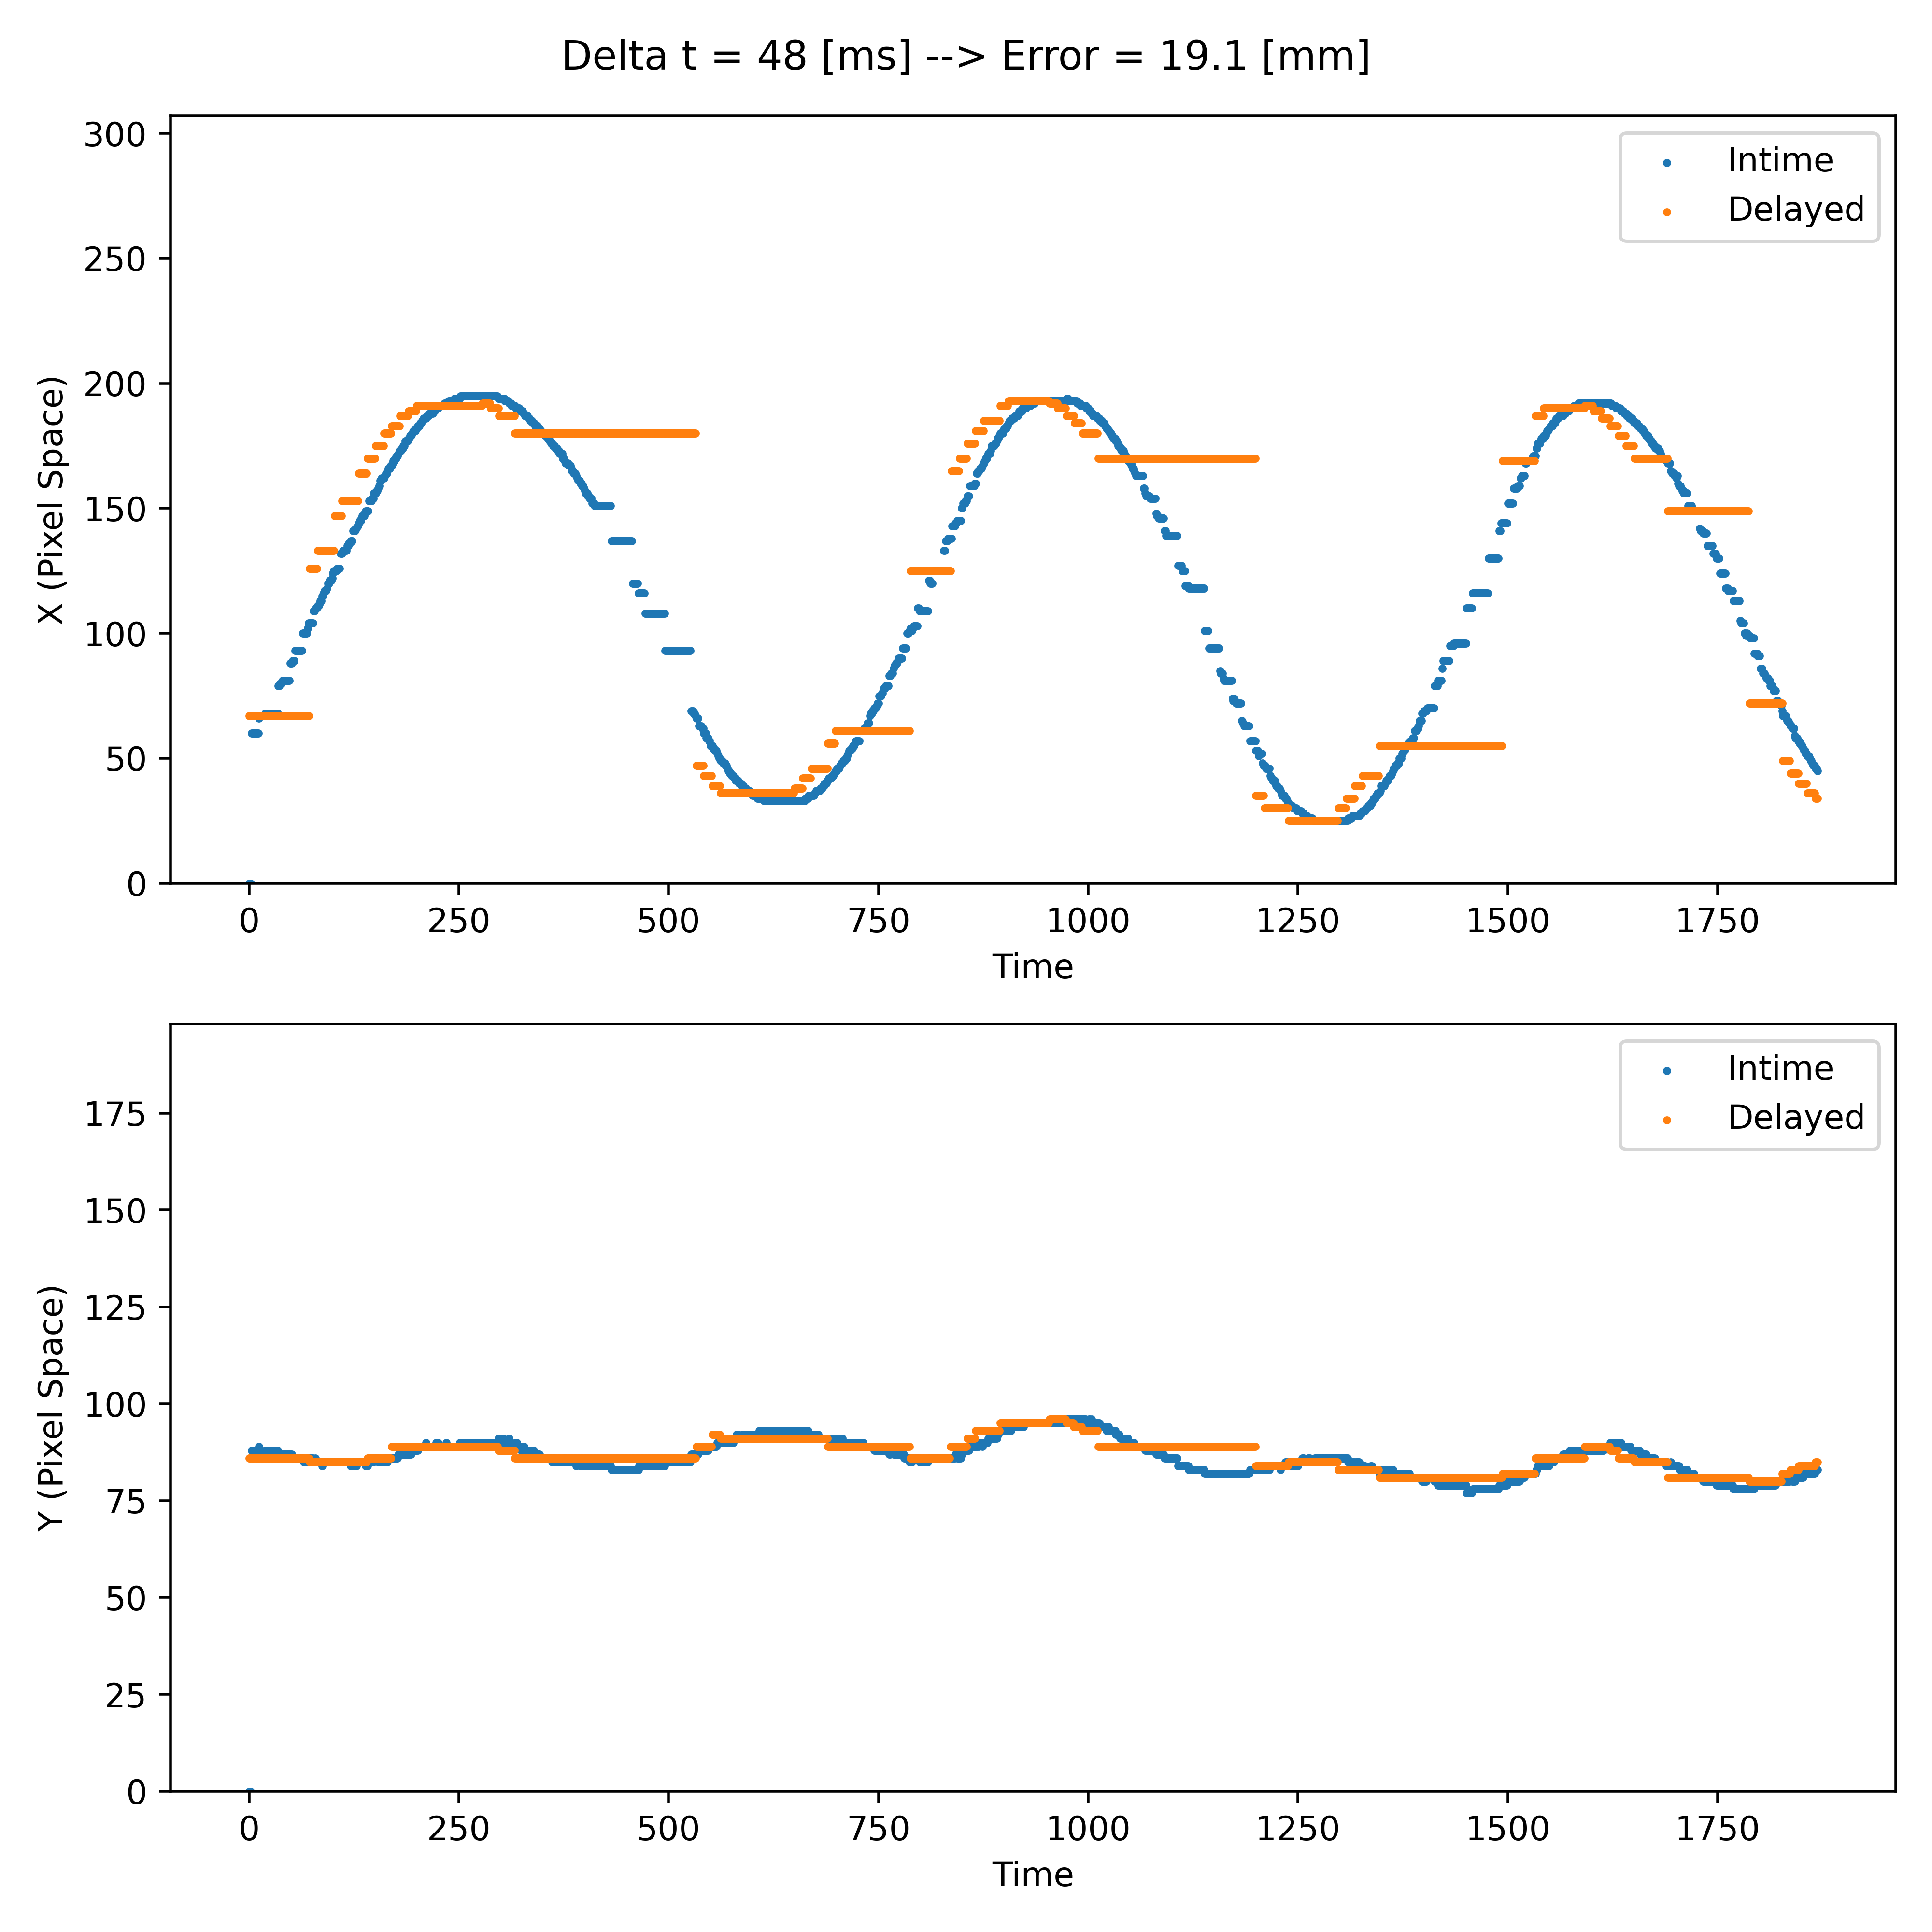 Delta t = 48 [ms] --> Error = 19.1 [mm]
300
250
200
150
100
50
0
X (Pixel Space)
Intime
Delayed
0 250 500 750 1000 1250 1500 1750
Time
175
150
125
100
75
50
25
0
Y (Pixel Space)
Intime
Delayed
0 250 500 750 1000 1250 1500 1750
Time